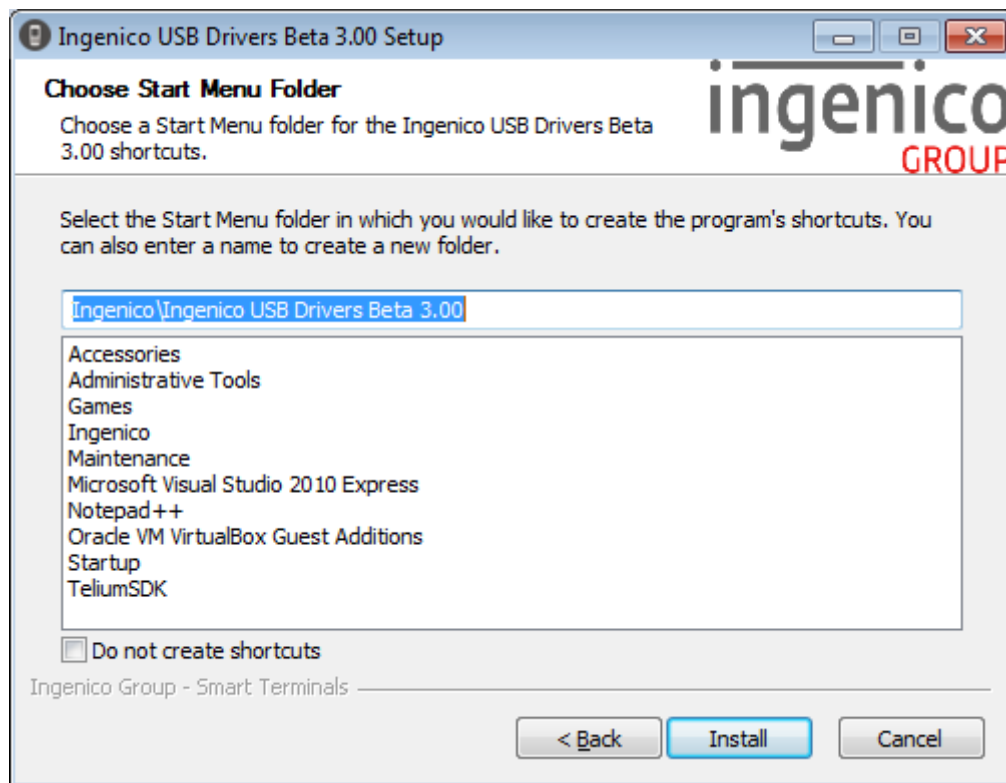 Ingenico USB Drivers Beta 3.00 Setup
Choose Start Menu Folder
Choose a Start Menu folder for the Ingenico USB Drivers Beta
3.00 shortcuts.
ingenico
GROUP
Select the Start Menu folder in which you would like to create the program's shortcuts. You
can also enter a name to create a new folder.
Ingenico\Ingenico USB Drivers Beta 3.00
Accessories
Administrative Tools
Games
Ingenico
Maintenance
Microsoft Visual Studio 2010 Express
Notepad++
Oracle VM VirtualBox Guest Additions
Startup
TeliumSDK
Do not create shortcuts
Ingenico Group - Smart Terminals
< Back
Install
Cancel